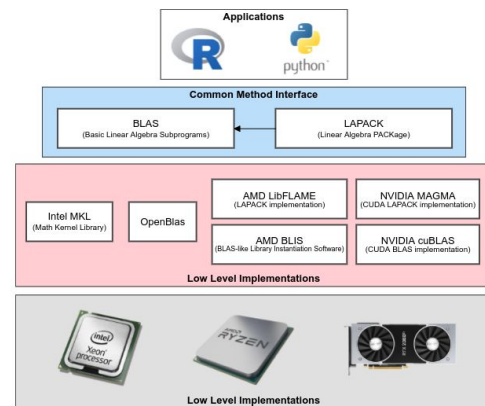 Applications
R
python
Common Method Interface
BLAS
(Basic Linear Algebra Subprograms)
LAPACK
(Linear Algebra PACKage)
Intel MKL
(Math Kernel Library)
OpenBlas
AMD LibFLAME
(LAPACK implementation)
NVIDIA MAGMA
(CUDA LAPACK implementation)
AMD BLIS
(BLAS-like Library Instantiation Software)
NVIDIA cuBLAS
(CUDA BLAS implementation)
Low Level Implementations
intel
Xeon
processor
AMD
RYZEN
Low Level Implementations